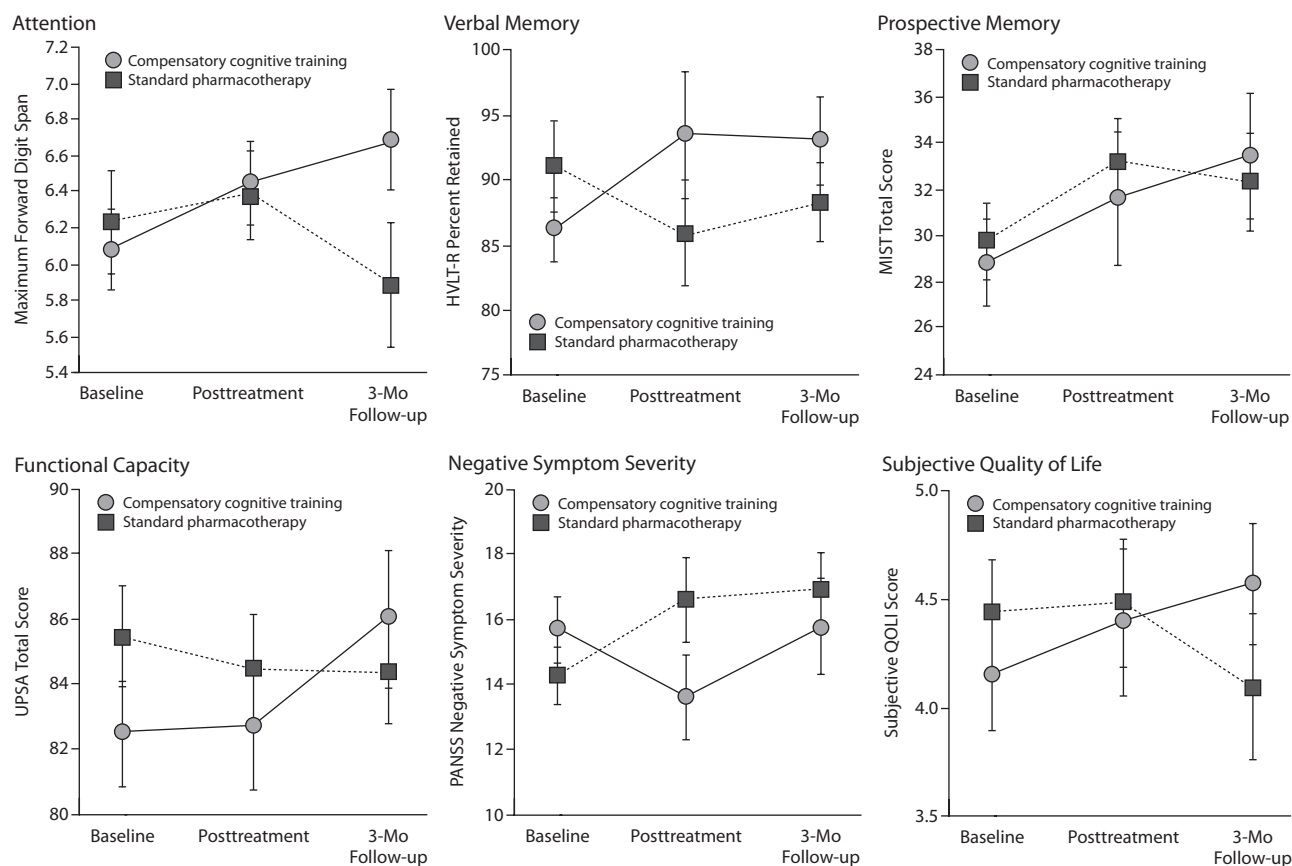 Attention
Maximum Forward Digit Span
7.2
7.0
6.8
6.6
6.4
6.2
6.0
5.8
5.6
5.4
Compensatory cognitive training
Standard pharmacotherapy
Baseline
Posttreatment
3-Mo
Follow-up
Verbal Memory
HVLT-R Percent Retained
100
95
90
85
80
75
Compensatory cognitive training
Standard pharmacotherapy
Baseline
Posttreatment
3-Mo
Follow-up
Prospective Memory
MIST Total Score
38
36
34
32
30
28
26
24
Compensatory cognitive training
Standard pharmacotherapy
Baseline
Posttreatment
3-Mo
Follow-up
Functional Capacity
UPSA Total Score
90
88
86
84
82
80
Compensatory cognitive training
Standard pharmacotherapy
Baseline
Posttreatment
3-Mo
Follow-up
Negative Symptom Severity
PANSS Negative Symptom Severity
20
18
16
14
12
10
Compensatory cognitive training
Standard pharmacotherapy
Baseline
Posttreatment
3-Mo
Follow-up
Subjective Quality of Life
Subjective QOLI Score
5.0
4.5
4.0
3.5
Compensatory cognitive training
Standard pharmacotherapy
Baseline
Posttreatment
3-Mo
Follow-up